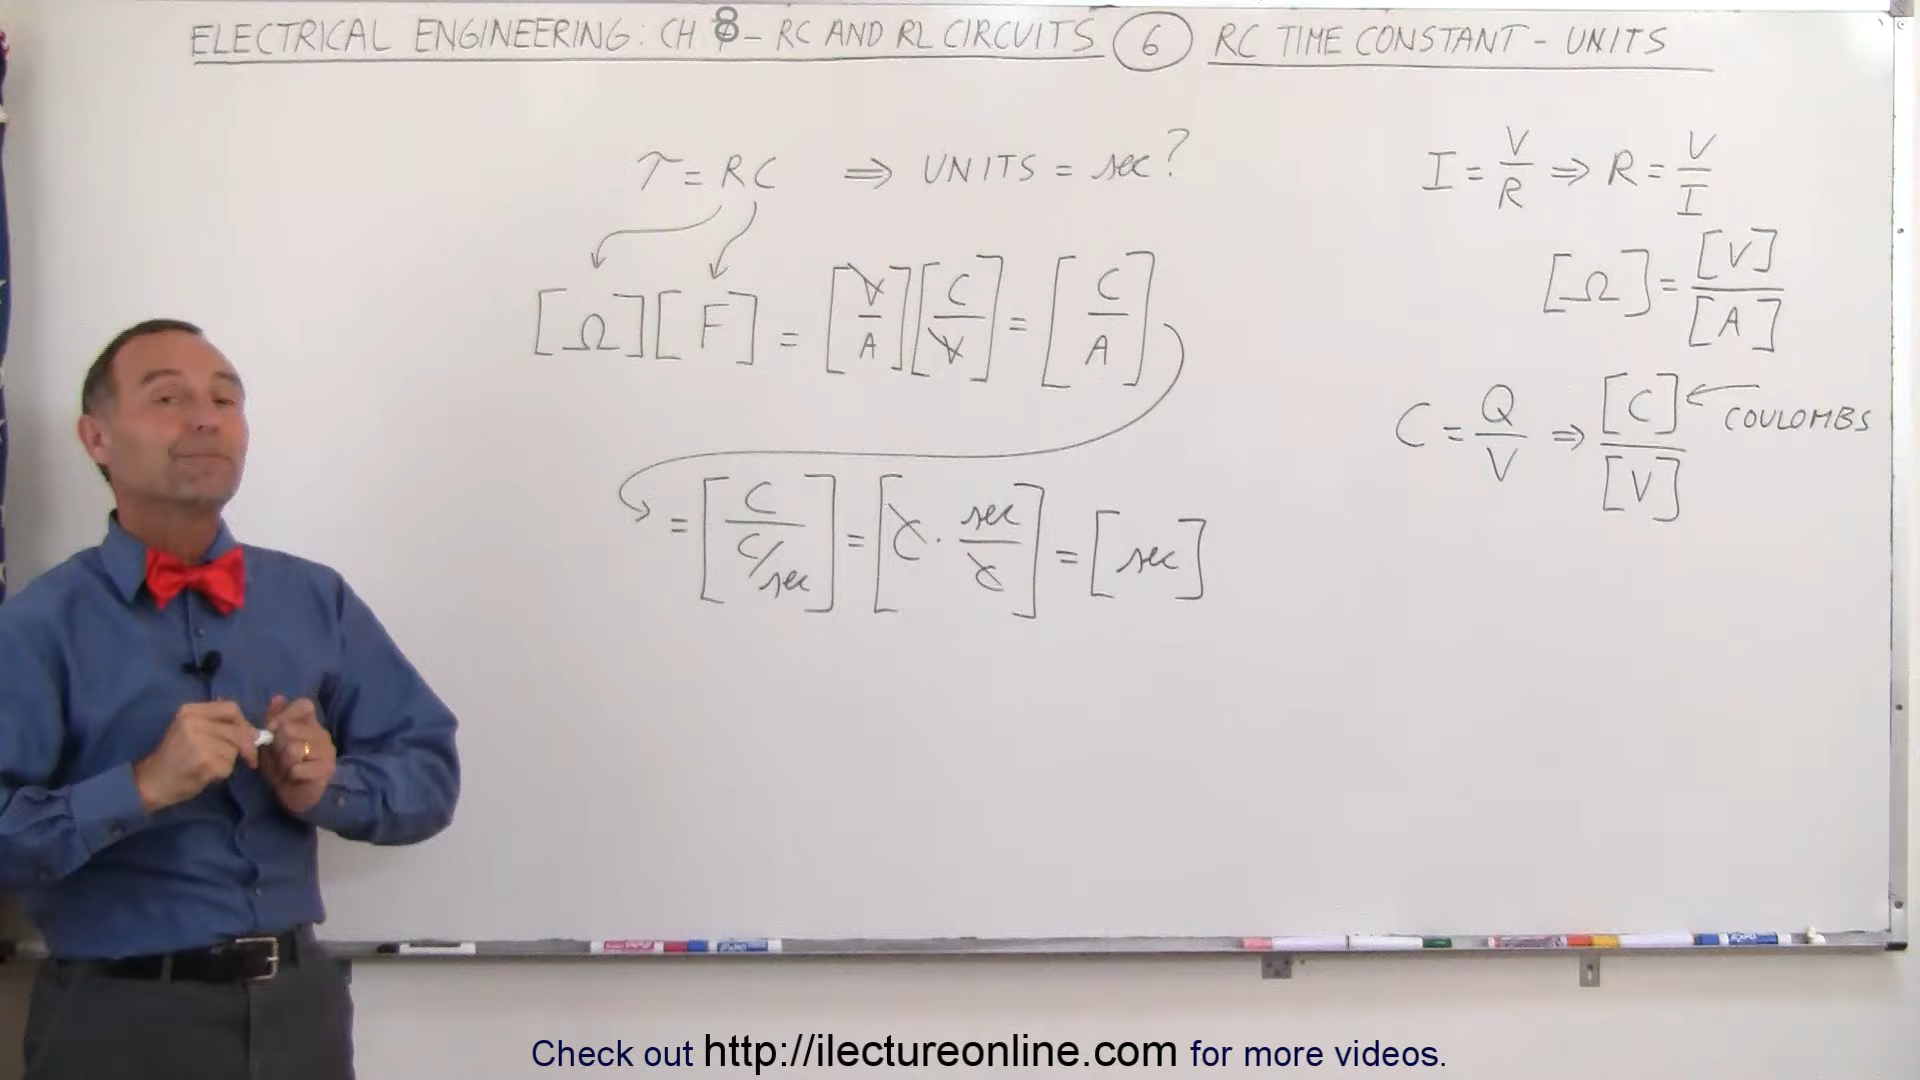 ELECTRICAL ENGINEERING: CH 8 – RC AND RL CIRCUITS (6) RC TIME CONSTANT – UNITS
τ = RC ⇒ UNITS = sec?
[Ω][F] = [V/A][C/V] = [C/A]
= [C/(C/sec)] = [C · sec/C] = [sec]
I = V/R ⇒ R = V/I
[Ω] = [V]/[A]
C = Q/V ⇒ [C]/[V] ← COULOMBS
Check out http://ilectureonline.com for more videos.